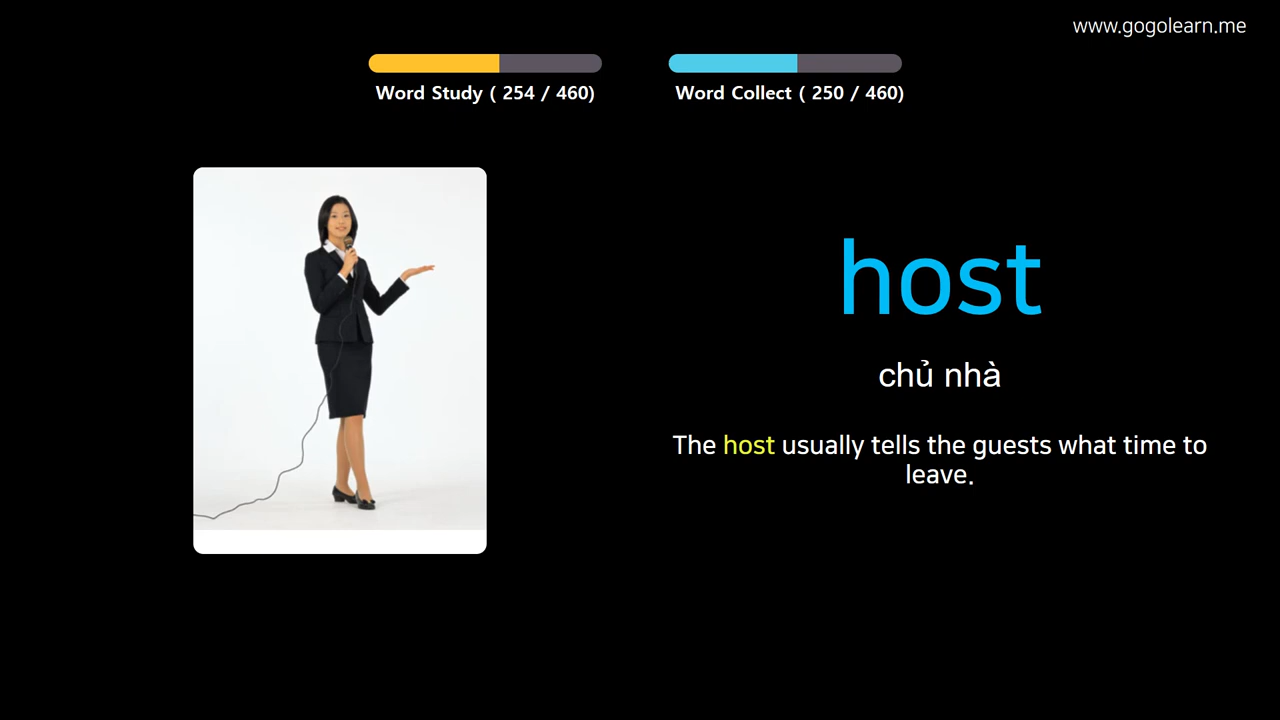 www.gogolearn.me
Word Study ( 254 / 460)
Word Collect ( 250 / 460)
host
chủ nhà
The host usually tells the guests what time to
leave.